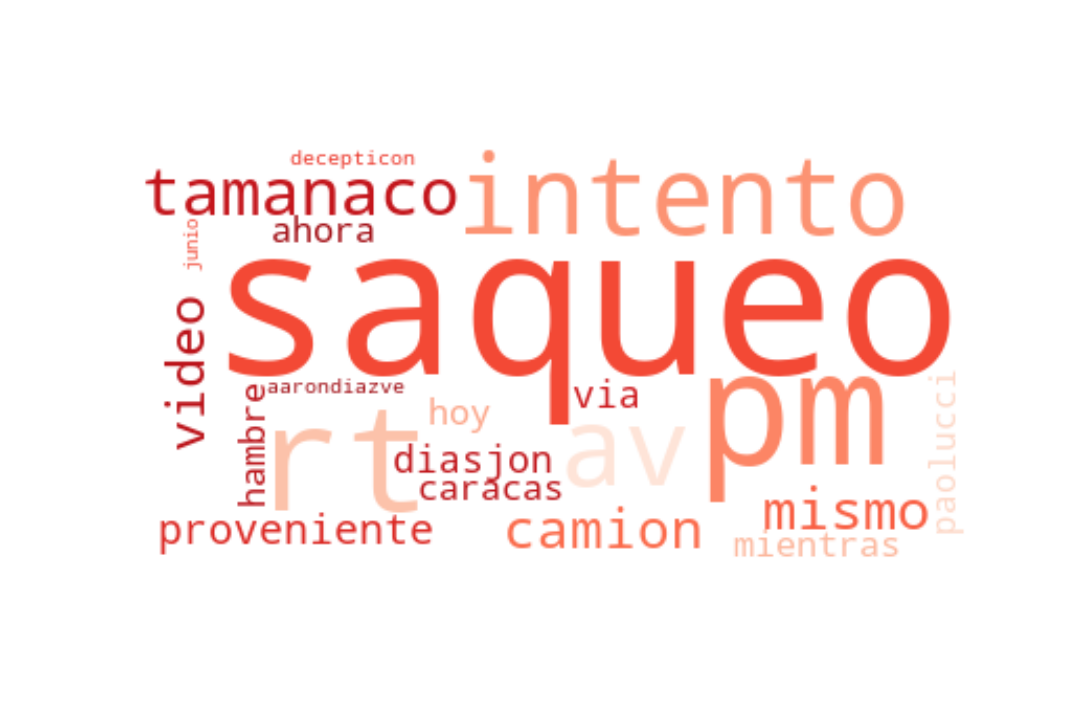 decepticon
tamanaco
intento
junio
ahora
saqueo
video
aarondiazve
hambre
rt
hoy
via
av
pm
paolucci
diasjon
caracas
proveniente
camion
mismo
mientras